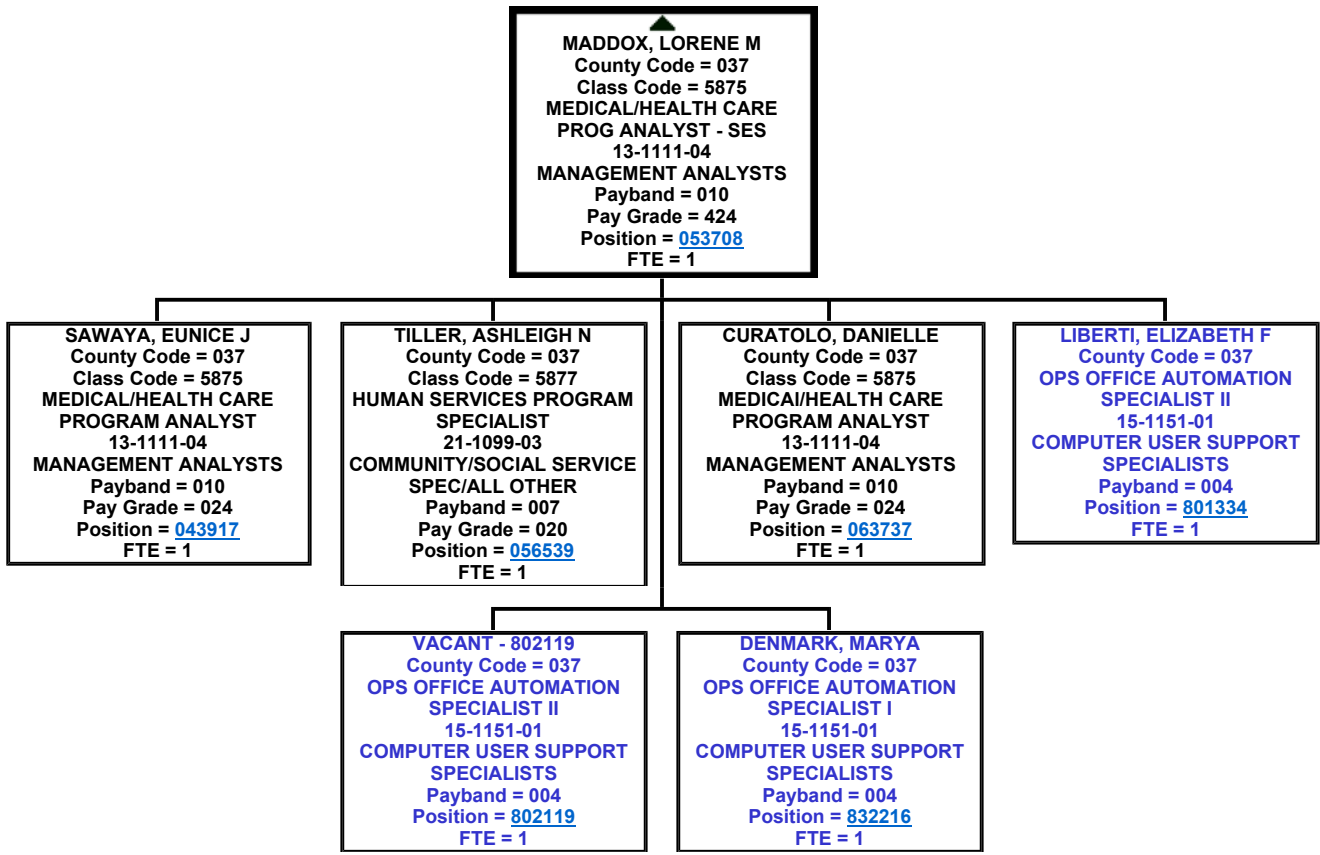 MADDOX, LORENE M
County Code = 037
Class Code = 5875
MEDICAL/HEALTH CARE
PROG ANALYST - SES
13-1111-04
MANAGEMENT ANALYSTS
Payband = 010
Pay Grade = 424
Position = 053708
FTE = 1
SAWAYA, EUNICE J
County Code = 037
Class Code = 5875
MEDICAL/HEALTH CARE
PROGRAM ANALYST
13-1111-04
MANAGEMENT ANALYSTS
Payband = 010
Pay Grade = 024
Position = 043917
FTE = 1
TILLER, ASHLEIGH N
County Code = 037
Class Code = 5877
HUMAN SERVICES PROGRAM
SPECIALIST
21-1099-03
COMMUNITY/SOCIAL SERVICE
SPEC/ALL OTHER
Payband = 007
Pay Grade = 020
Position = 056539
FTE = 1
CURATOLO, DANIELLE
County Code = 037
Class Code = 5875
MEDICAl/HEALTH CARE
PROGRAM ANALYST
13-1111-04
MANAGEMENT ANALYSTS
Payband = 010
Pay Grade = 024
Position = 063737
FTE = 1
LIBERTI, ELIZABETH F
County Code = 037
OPS OFFICE AUTOMATION
SPECIALIST II
15-1151-01
COMPUTER USER SUPPORT
SPECIALISTS
Payband = 004
Position = 801334
FTE = 1
VACANT - 802119
County Code = 037
OPS OFFICE AUTOMATION
SPECIALIST II
15-1151-01
COMPUTER USER SUPPORT
SPECIALISTS
Payband = 004
Position = 802119
FTE = 1
DENMARK, MARYA
County Code = 037
OPS OFFICE AUTOMATION
SPECIALIST I
15-1151-01
COMPUTER USER SUPPORT
SPECIALISTS
Payband = 004
Position = 832216
FTE = 1